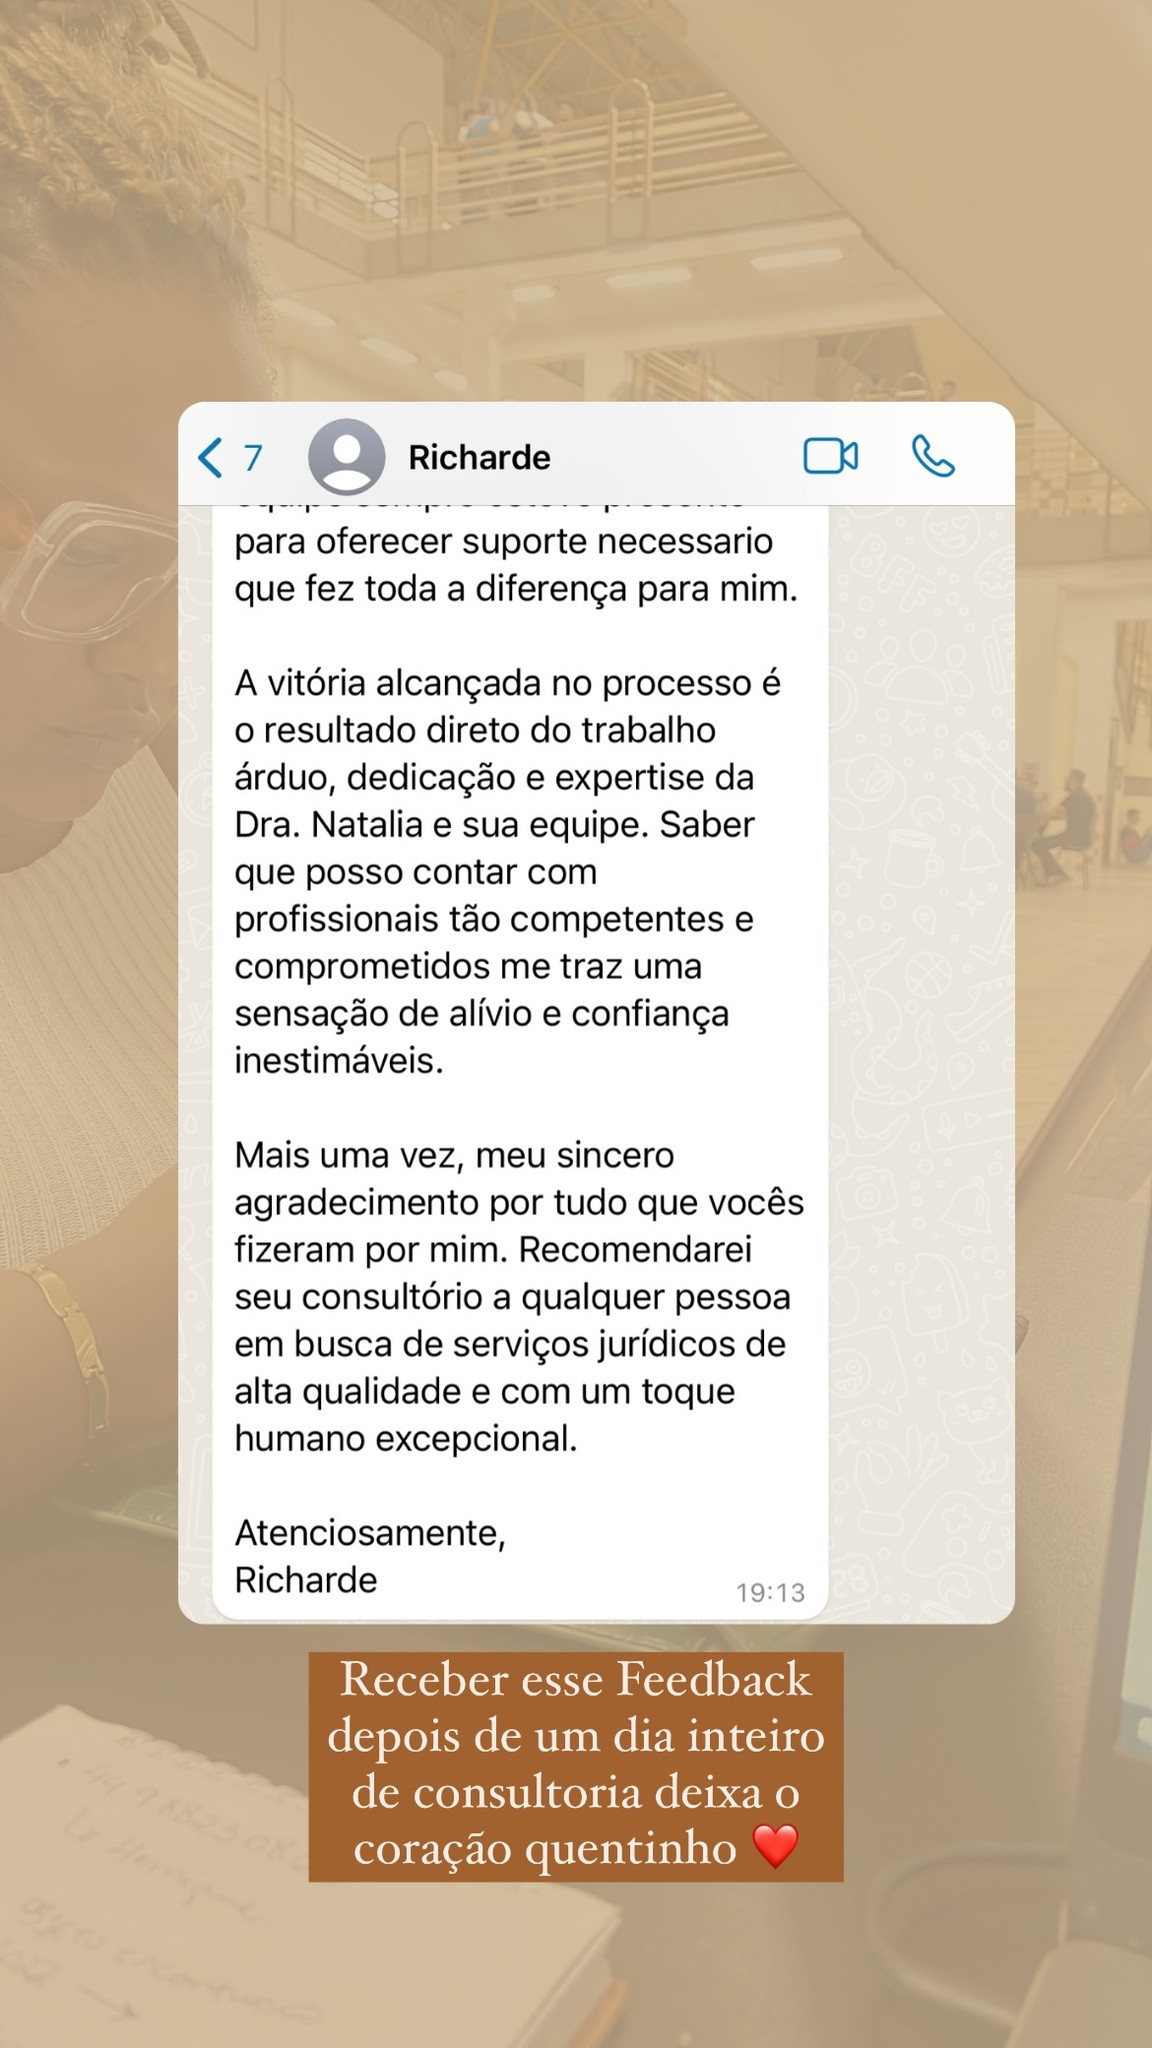 7
Richarde
para oferecer suporte necessario
que fez toda a diferença para mim.
A vitória alcançada no processo é
o resultado direto do trabalho
árduo, dedicação e expertise da
Dra. Natalia e sua equipe. Saber
que posso contar com
profissionais tão competentes e
comprometidos me traz uma
sensação de alívio e confiança
inestimáveis.
Mais uma vez, meu sincero
agradecimento por tudo que vocês
fizeram por mim. Recomendarei
seu consultório a qualquer pessoa
em busca de serviços jurídicos de
alta qualidade e com um toque
humano excepcional.
Atenciosamente,
Richarde
19:13
Receber esse Feedback
depois de um dia inteiro
de consultoria deixa o
coração quentinho ❤️